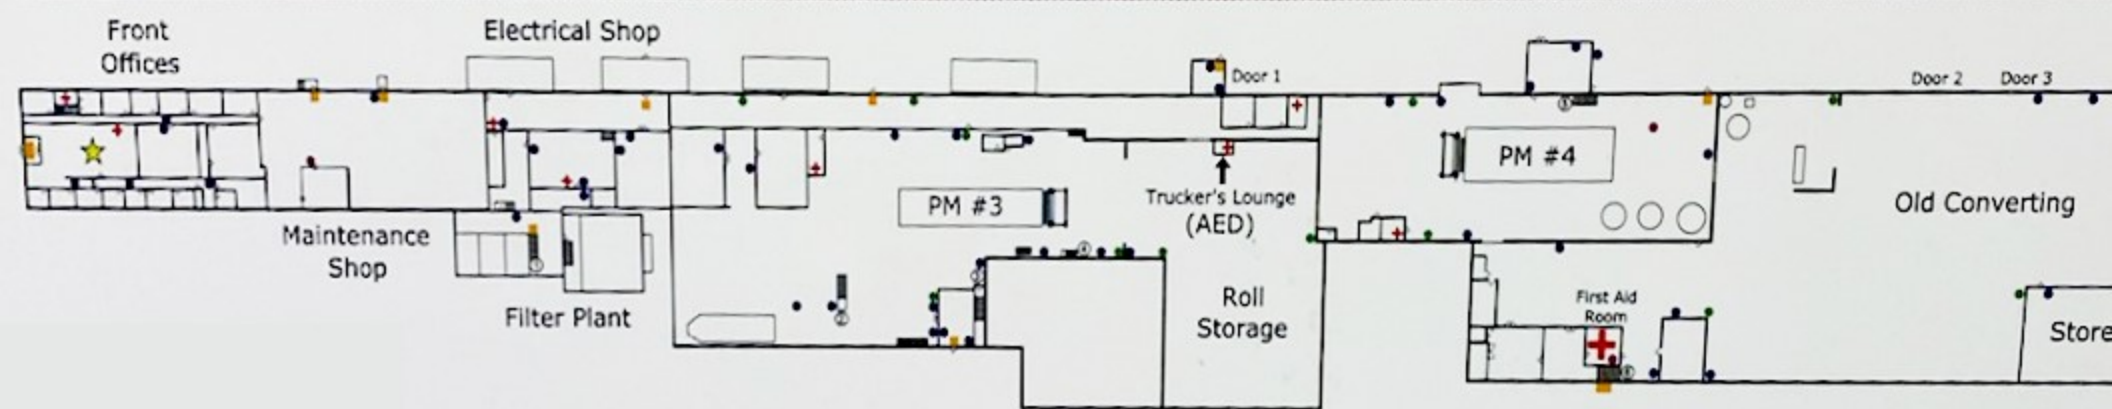 Front
Offices
Electrical Shop
Door 1
Door 2
Door 3
PM #4
Trucker's Lounge
(AED)
PM #3
Old Converting
Maintenance
Shop
Filter Plant
Roll
Storage
First Aid
Room
Store